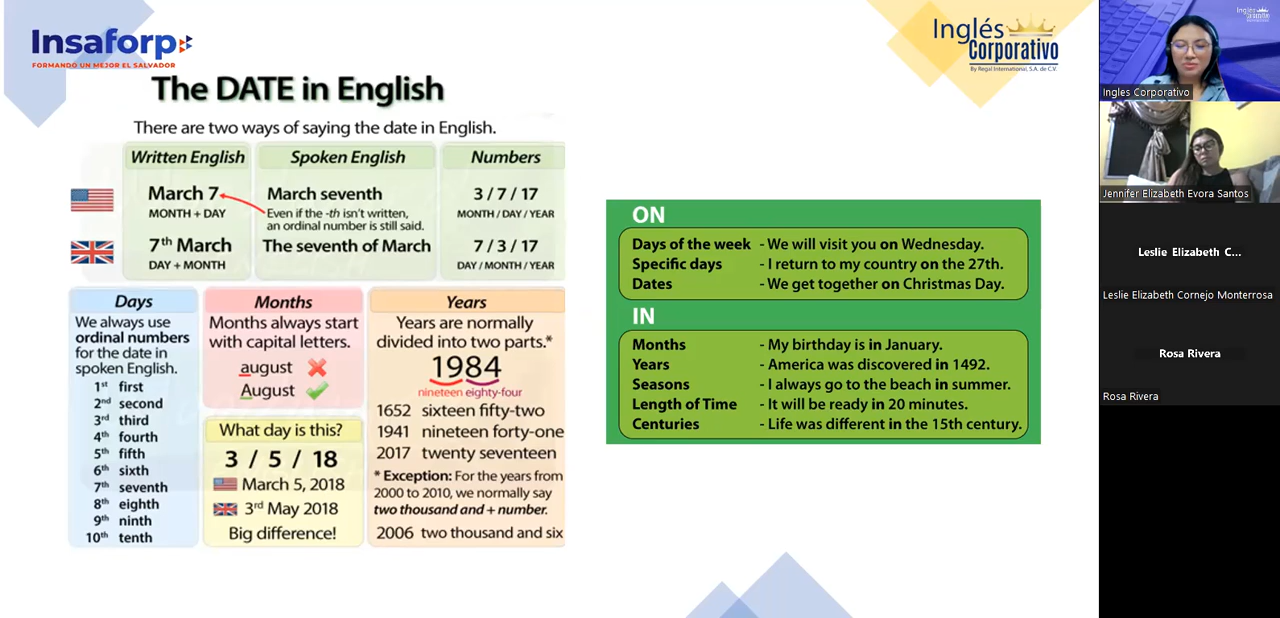 Insaforp
FORMANDO UN MEJOR EL SALVADOR
Inglés
Corporativo
By Regal International, S.A. de C.V.
The DATE in English
There are two ways of saying the date in English.
Written English Spoken English Numbers
March 7 March seventh 3 / 7 / 17
MONTH + DAY Even if the -th isn't written, MONTH / DAY / YEAR
an ordinal number is still said.
7th March The seventh of March 7 / 3 / 17
DAY + MONTH DAY / MONTH / YEAR
Days
We always use
ordinal numbers
for the date in
spoken English.
1st first
2nd second
3rd third
4th fourth
5th fifth
6th sixth
7th seventh
8th eighth
9th ninth
10th tenth
Months
Months always start
with capital letters.
august
August
What day is this?
3 / 5 / 18
March 5, 2018
3rd May 2018
Big difference!
Years
Years are normally
divided into two parts.*
1984
nineteen eighty-four
1652 sixteen fifty-two
1941 nineteen forty-one
2017 twenty seventeen
* Exception: For the years from
2000 to 2010, we normally say
two thousand and + number.
2006 two thousand and six
ON
Days of the week - We will visit you on Wednesday.
Specific days - I return to my country on the 27th.
Dates - We get together on Christmas Day.
IN
Months - My birthday is in January.
Years - America was discovered in 1492.
Seasons - I always go to the beach in summer.
Length of Time - It will be ready in 20 minutes.
Centuries - Life was different in the 15th century.
Inglés
Ingles Corporativo
Jennifer Elizabeth Evora Santos
Leslie Elizabeth C...
Leslie Elizabeth Cornejo Monterrosa
Rosa Rivera
Rosa Rivera